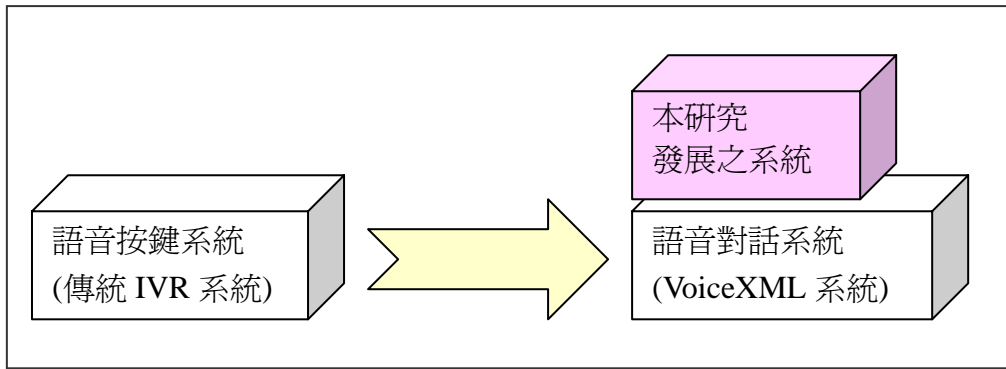 本研究
發展之系統
語音按鍵系統
(傳統 IVR 系統)
語音對話系統
(VoiceXML 系統)